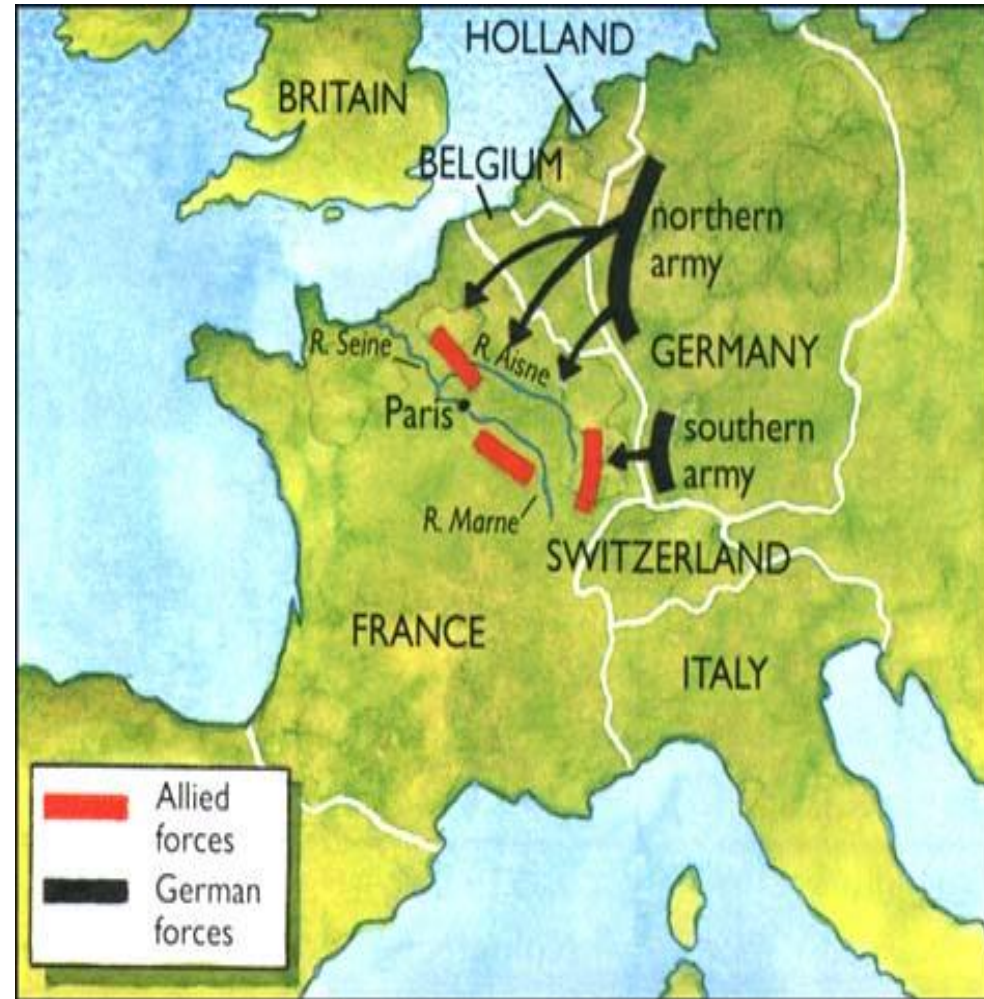 HOLLAND
BRITAIN
BELGIUM
northern
army
R. Seine
R. Aisne
GERMANY
Paris
southern
army
R. Marne
SWITZERLAND
FRANCE
ITALY
Allied
forces
German
forces